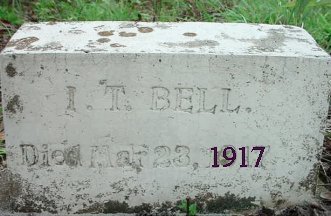 I. T. BELL.
Died Mar 23, 1917